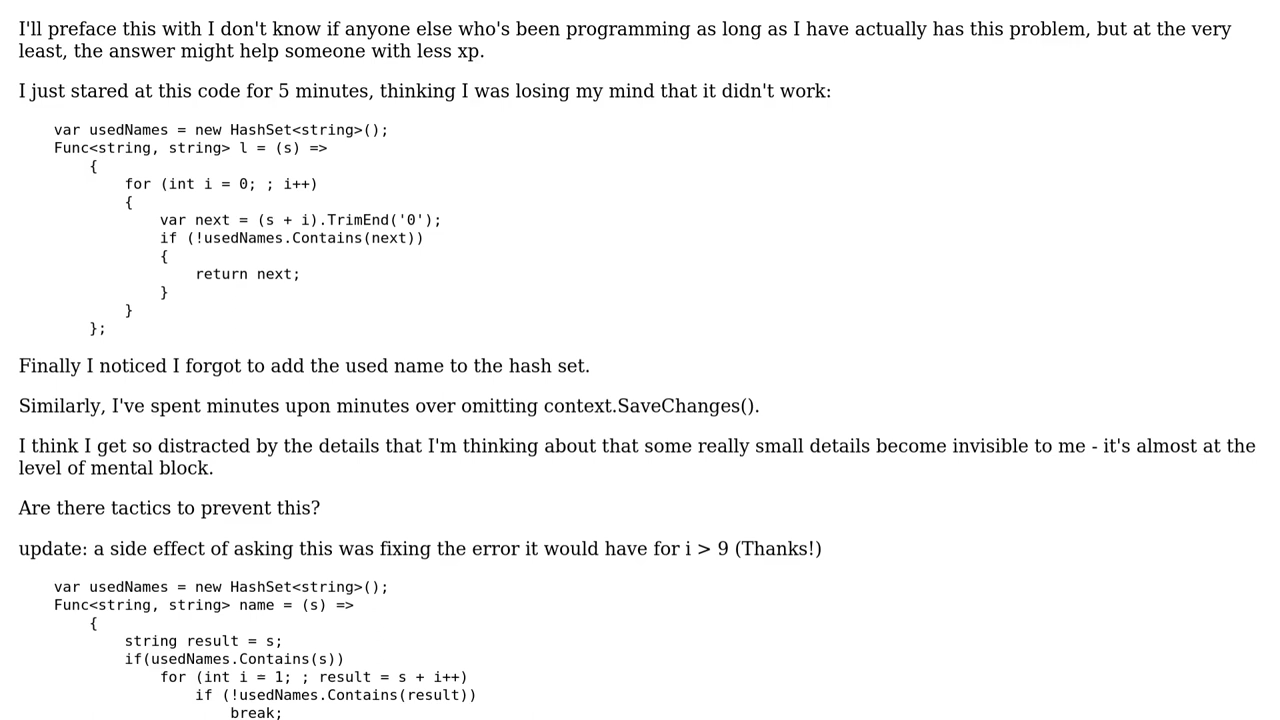 I'll preface this with I don't know if anyone else who's been programming as long as I have actually has this problem, but at the very
least, the answer might help someone with less xp.
I just stared at this code for 5 minutes, thinking I was losing my mind that it didn't work:
var usedNames = new HashSet<string>();
Func<string, string> l = (s) =>
    {
        for (int i = 0; ; i++)
        {
            var next = (s + i).TrimEnd('0');
            if (!usedNames.Contains(next))
            {
                return next;
            }
        }
    };
Finally I noticed I forgot to add the used name to the hash set.
Similarly, I've spent minutes upon minutes over omitting context.SaveChanges().
I think I get so distracted by the details that I'm thinking about that some really small details become invisible to me - it's almost at the
level of mental block.
Are there tactics to prevent this?
update: a side effect of asking this was fixing the error it would have for i > 9 (Thanks!)
var usedNames = new HashSet<string>();
Func<string, string> name = (s) =>
    {
        string result = s;
        if(usedNames.Contains(s))
            for (int i = 1; ; result = s + i++)
                if (!usedNames.Contains(result))
                    break;